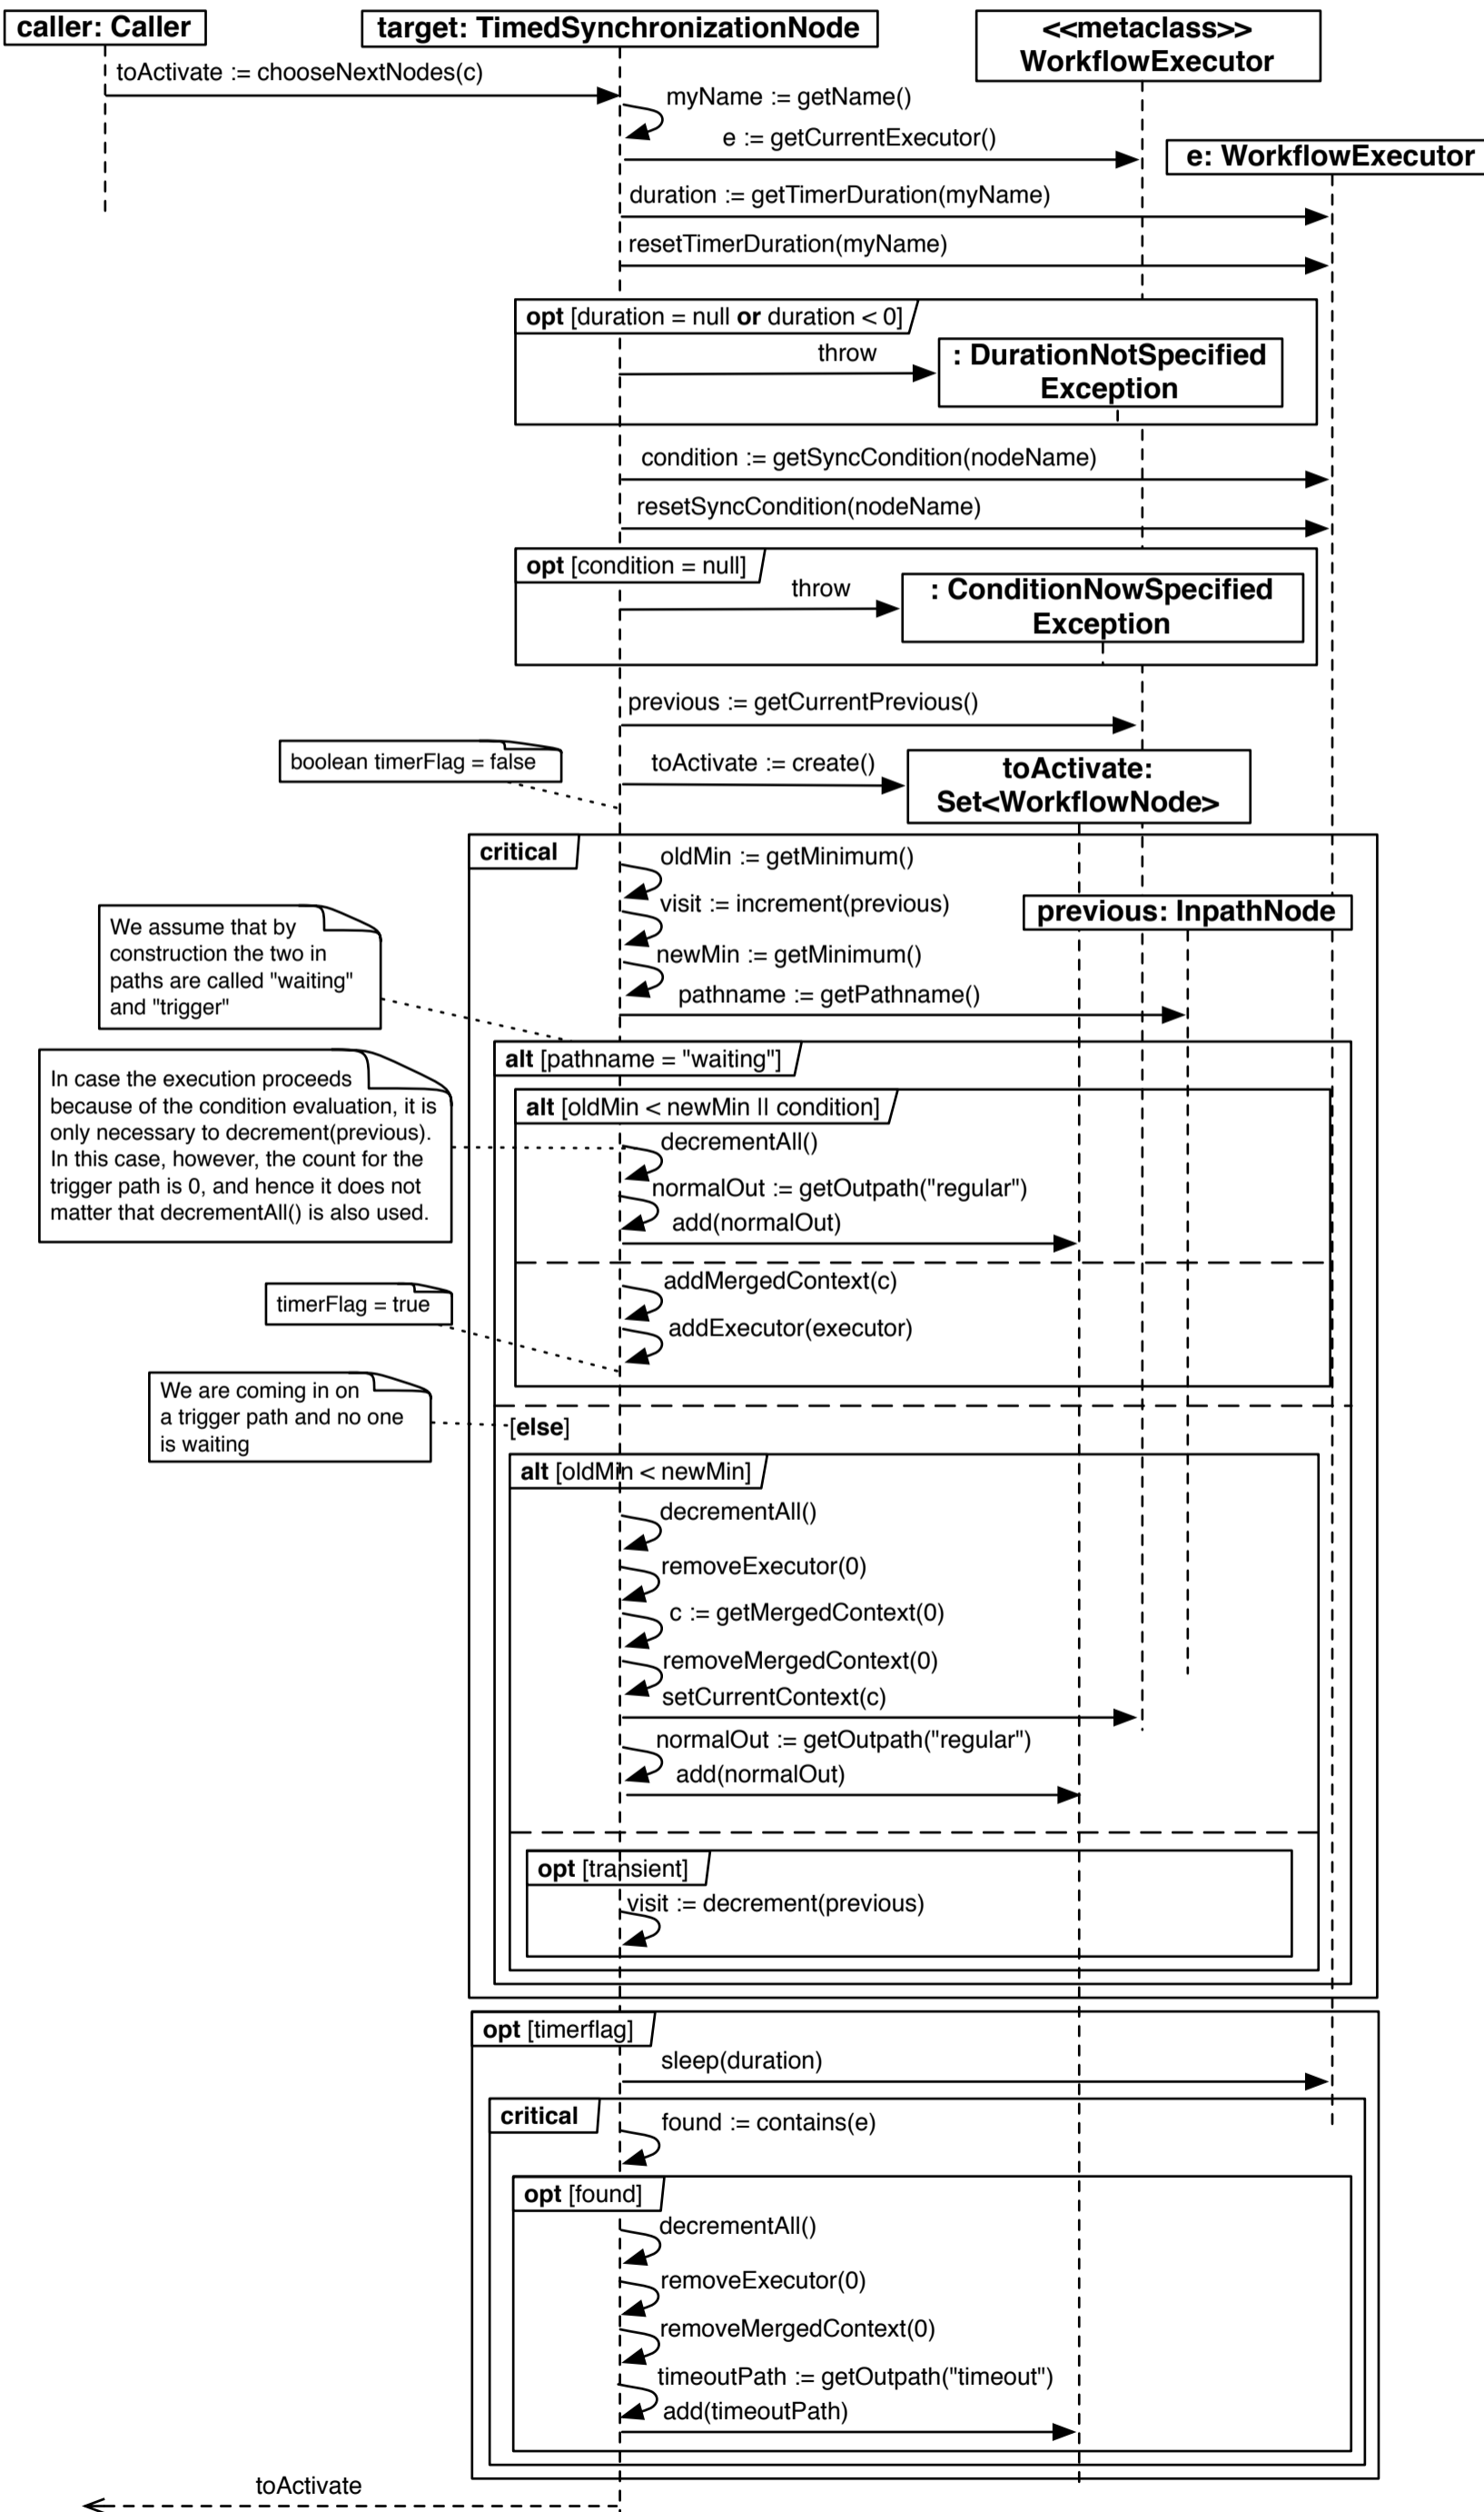 caller: Caller
target: TimedSynchronizationNode
<<metaclass>>
WorkflowExecutor
toActivate := chooseNextNodes(c)
myName := getName()
e := getCurrentExecutor()
e: WorkflowExecutor
duration := getTimerDuration(myName)
resetTimerDuration(myName)
opt [duration = null or duration < 0]
throw
: DurationNotSpecified
Exception
condition := getSyncCondition(nodeName)
resetSyncCondition(nodeName)
opt [condition = null]
throw
: ConditionNowSpecified
Exception
previous := getCurrentPrevious()
boolean timerFlag = false
toActivate := create()
toActivate:
Set<WorkflowNode>
critical
oldMin := getMinimum()
visit := increment(previous)
previous: InpathNode
newMin := getMinimum()
pathname := getPathname()
We assume that by
construction the two in
paths are called "waiting"
and "trigger"
alt [pathname = "waiting"]
In case the execution proceeds
because of the condition evaluation, it is
only necessary to decrement(previous).
In this case, however, the count for the
trigger path is 0, and hence it does not
matter that decrementAll() is also used.
alt [oldMin < newMin || condition]
decrementAll()
normalOut := getOutpath("regular")
add(normalOut)
addMergedContext(c)
timerFlag = true
addExecutor(executor)
We are coming in on
a trigger path and no one
is waiting
[else]
alt [oldMin < newMin]
decrementAll()
removeExecutor(0)
c := getMergedContext(0)
removeMergedContext(0)
setCurrentContext(c)
normalOut := getOutpath("regular")
add(normalOut)
opt [transient]
visit := decrement(previous)
opt [timerflag]
sleep(duration)
critical
found := contains(e)
opt [found]
decrementAll()
removeExecutor(0)
removeMergedContext(0)
timeoutPath := getOutpath("timeout")
add(timeoutPath)
toActivate